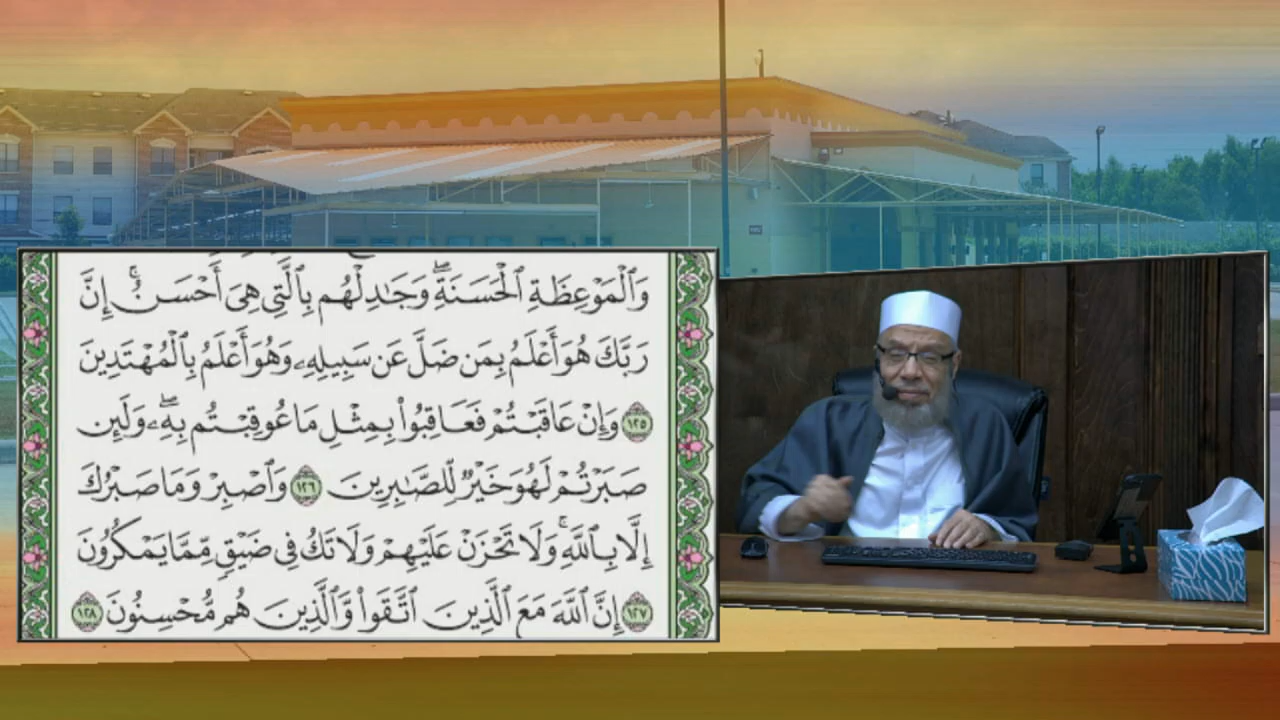 وَٱلْمَوْعِظَةِ ٱلْحَسَنَةِۖ وَجَٰدِلْهُم بِٱلَّتِى هِىَ أَحْسَنُۚ إِنَّ
رَبَّكَ هُوَ أَعْلَمُ بِمَن ضَلَّ عَن سَبِيلِهِۦ وَهُوَ أَعْلَمُ بِٱلْمُهْتَدِينَ
١٢٥ وَإِنْ عَاقَبْتُمْ فَعَاقِبُوا۟ بِمِثْلِ مَا عُوقِبْتُم بِهِۦۖ وَلَئِن
صَبَرْتُمْ لَهُوَ خَيْرٌ لِّلصَّٰبِرِينَ ١٢٦ وَٱصْبِرْ وَمَا صَبْرُكَ
إِلَّا بِٱللَّهِۚ وَلَا تَحْزَنْ عَلَيْهِمْ وَلَا تَكُ فِى ضَيْقٍ مِّمَّا يَمْكُرُونَ
١٢٧ إِنَّ ٱللَّهَ مَعَ ٱلَّذِينَ ٱتَّقَوا۟ وَّٱلَّذِينَ هُم مُّحْسِنُونَ ١٢٨